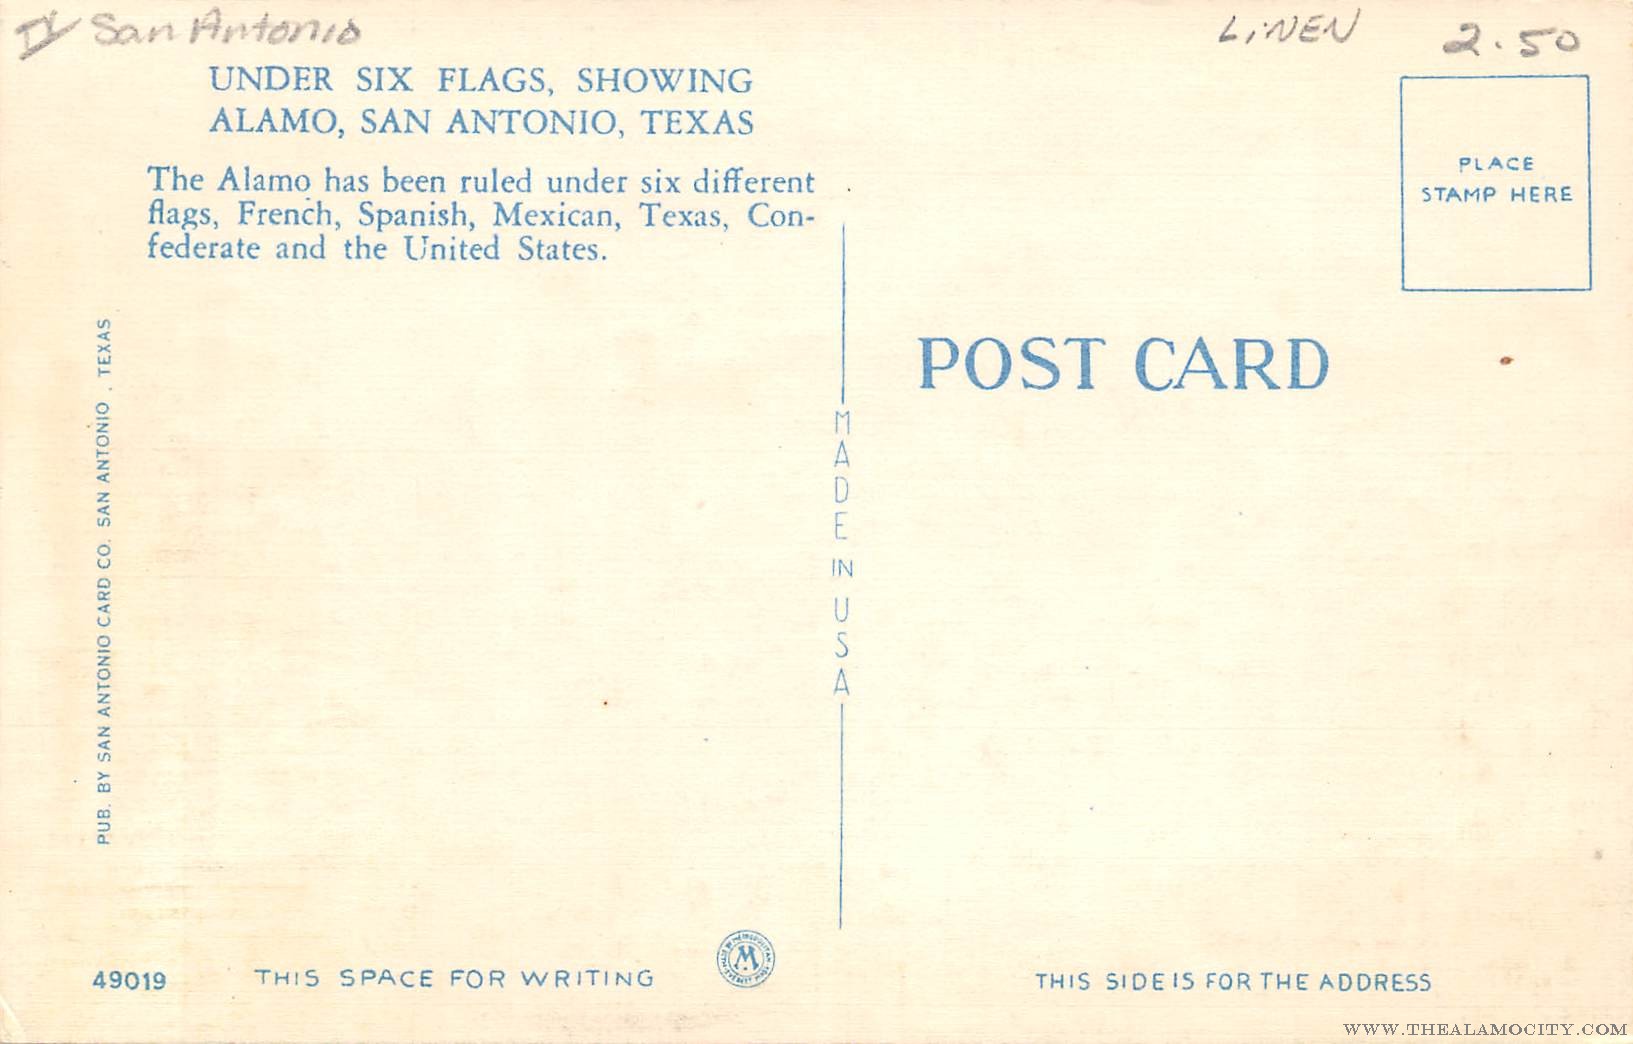 TX San Antonio
LiNEN 2.50
UNDER SIX FLAGS, SHOWING
ALAMO, SAN ANTONIO, TEXAS
The Alamo has been ruled under six different
flags, French, Spanish, Mexican, Texas, Con-
federate and the United States.
PLACE
STAMP HERE
POST CARD
MADE IN USA
PUB. BY SAN ANTONIO CARD CO. SAN ANTONIO, TEXAS
49019
THIS SPACE FOR WRITING
M
THIS SIDE IS FOR THE ADDRESS
WWW.THEALAMOCITY.COM